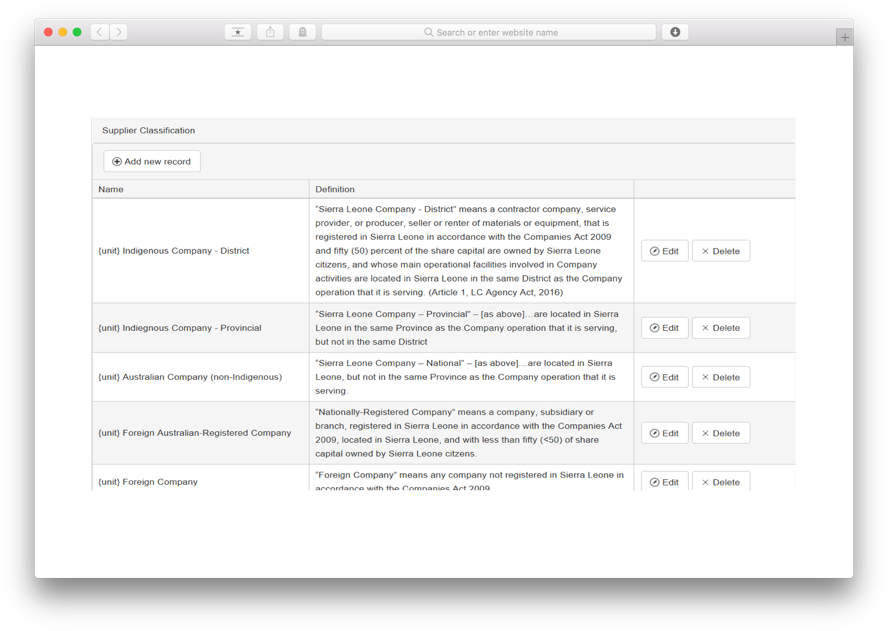 Search or enter website name
Supplier Classification
Add new record
Name
Definition
{unit} Indigenous Company - District
"Sierra Leone Company - District" means a contractor company, service
provider, or producer, seller or renter of materials or equipment, that is
registered in Sierra Leone in accordance with the Companies Act 2009
and fifty (50) percent of the share capital are owned by Sierra Leone
citizens, and whose main operational facilities involved in Company
activities are located in Sierra Leone in the same District as the Company
operation that it is serving. (Article 1, LC Agency Act, 2016)
Edit
Delete
{unit} Indiegnous Company - Provincial
"Sierra Leone Company – Provincial" – [as above]…are located in Sierra
Leone in the same Province as the Company operation that it is serving,
but not in the same District
Edit
Delete
{unit} Australian Company (non-Indigenous)
"Sierra Leone Company – National" – [as above]…are located in Sierra
Leone, but not in the same Province as the Company operation that it is
serving.
Edit
Delete
{unit} Foreign Australian-Registered Company
"Nationally-Registered Company" means a company, subsidiary or
branch, registered in Sierra Leone in accordance with the Companies Act
2009, located in Sierra Leone, and with less than fifty (<50) of share
capital owned by Sierra Leone citzens.
Edit
Delete
{unit} Foreign Company
"Foreign Company" means any company not registered in Sierra Leone in
accordance with the Companies Act 2009
Edit
Delete